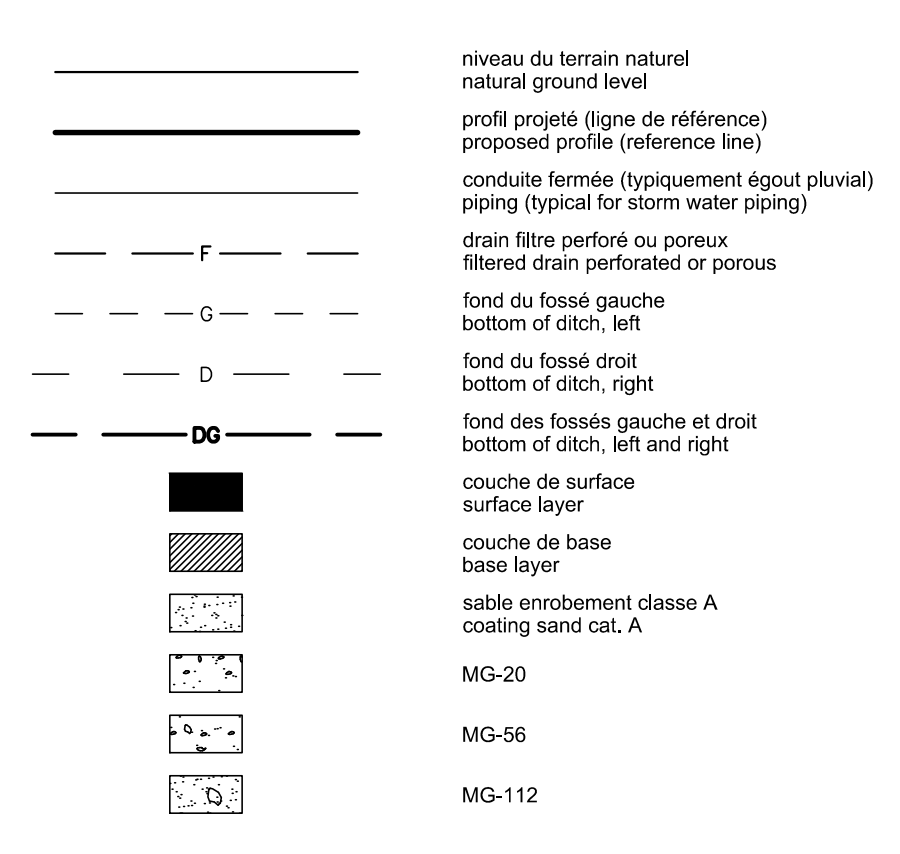 niveau du terrain naturel
natural ground level
profil projeté (ligne de référence)
proposed profile (reference line)
conduite fermée (typiquement égout pluvial)
piping (typical for storm water piping)
F
drain filtre perforé ou poreux
filtered drain perforated or porous
G
fond du fossé gauche
bottom of ditch, left
D
fond du fossé droit
bottom of ditch, right
DG
fond des fossés gauche et droit
bottom of ditch, left and right
couche de surface
surface layer
couche de base
base layer
sable enrobement classe A
coating sand cat. A
MG-20
MG-56
MG-112